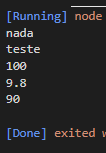 [Running] node
nada
teste
100
9.8
90
[Done] exited